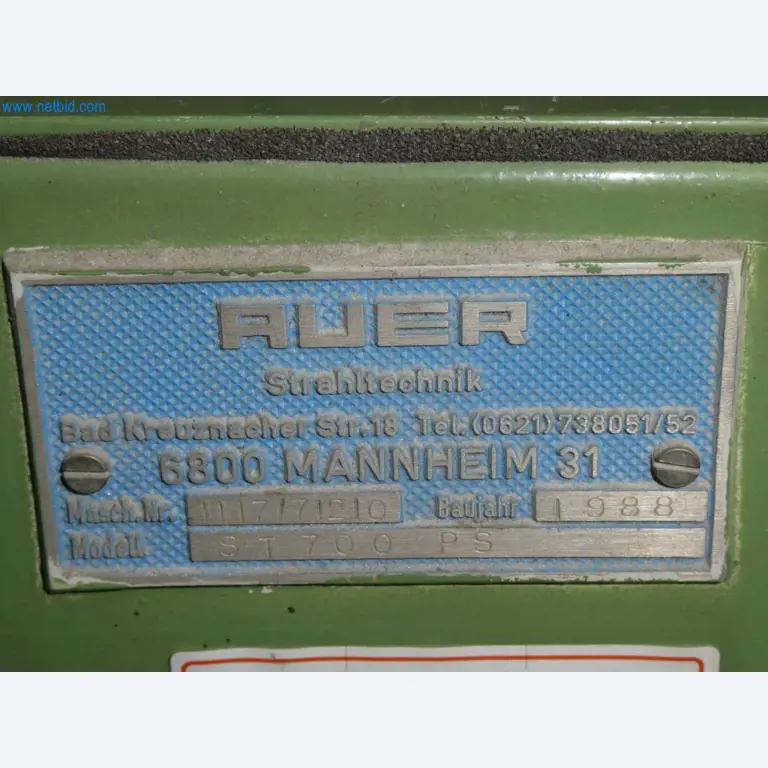 www.netbid.com
AUER
Strahltechnik
Bad Kreuznacher Str.18 Tel.(0621)738051/52
6800 MANNHEIM 31
Masch.Nr. Baujahr 1988
Modell. ST 700 PS